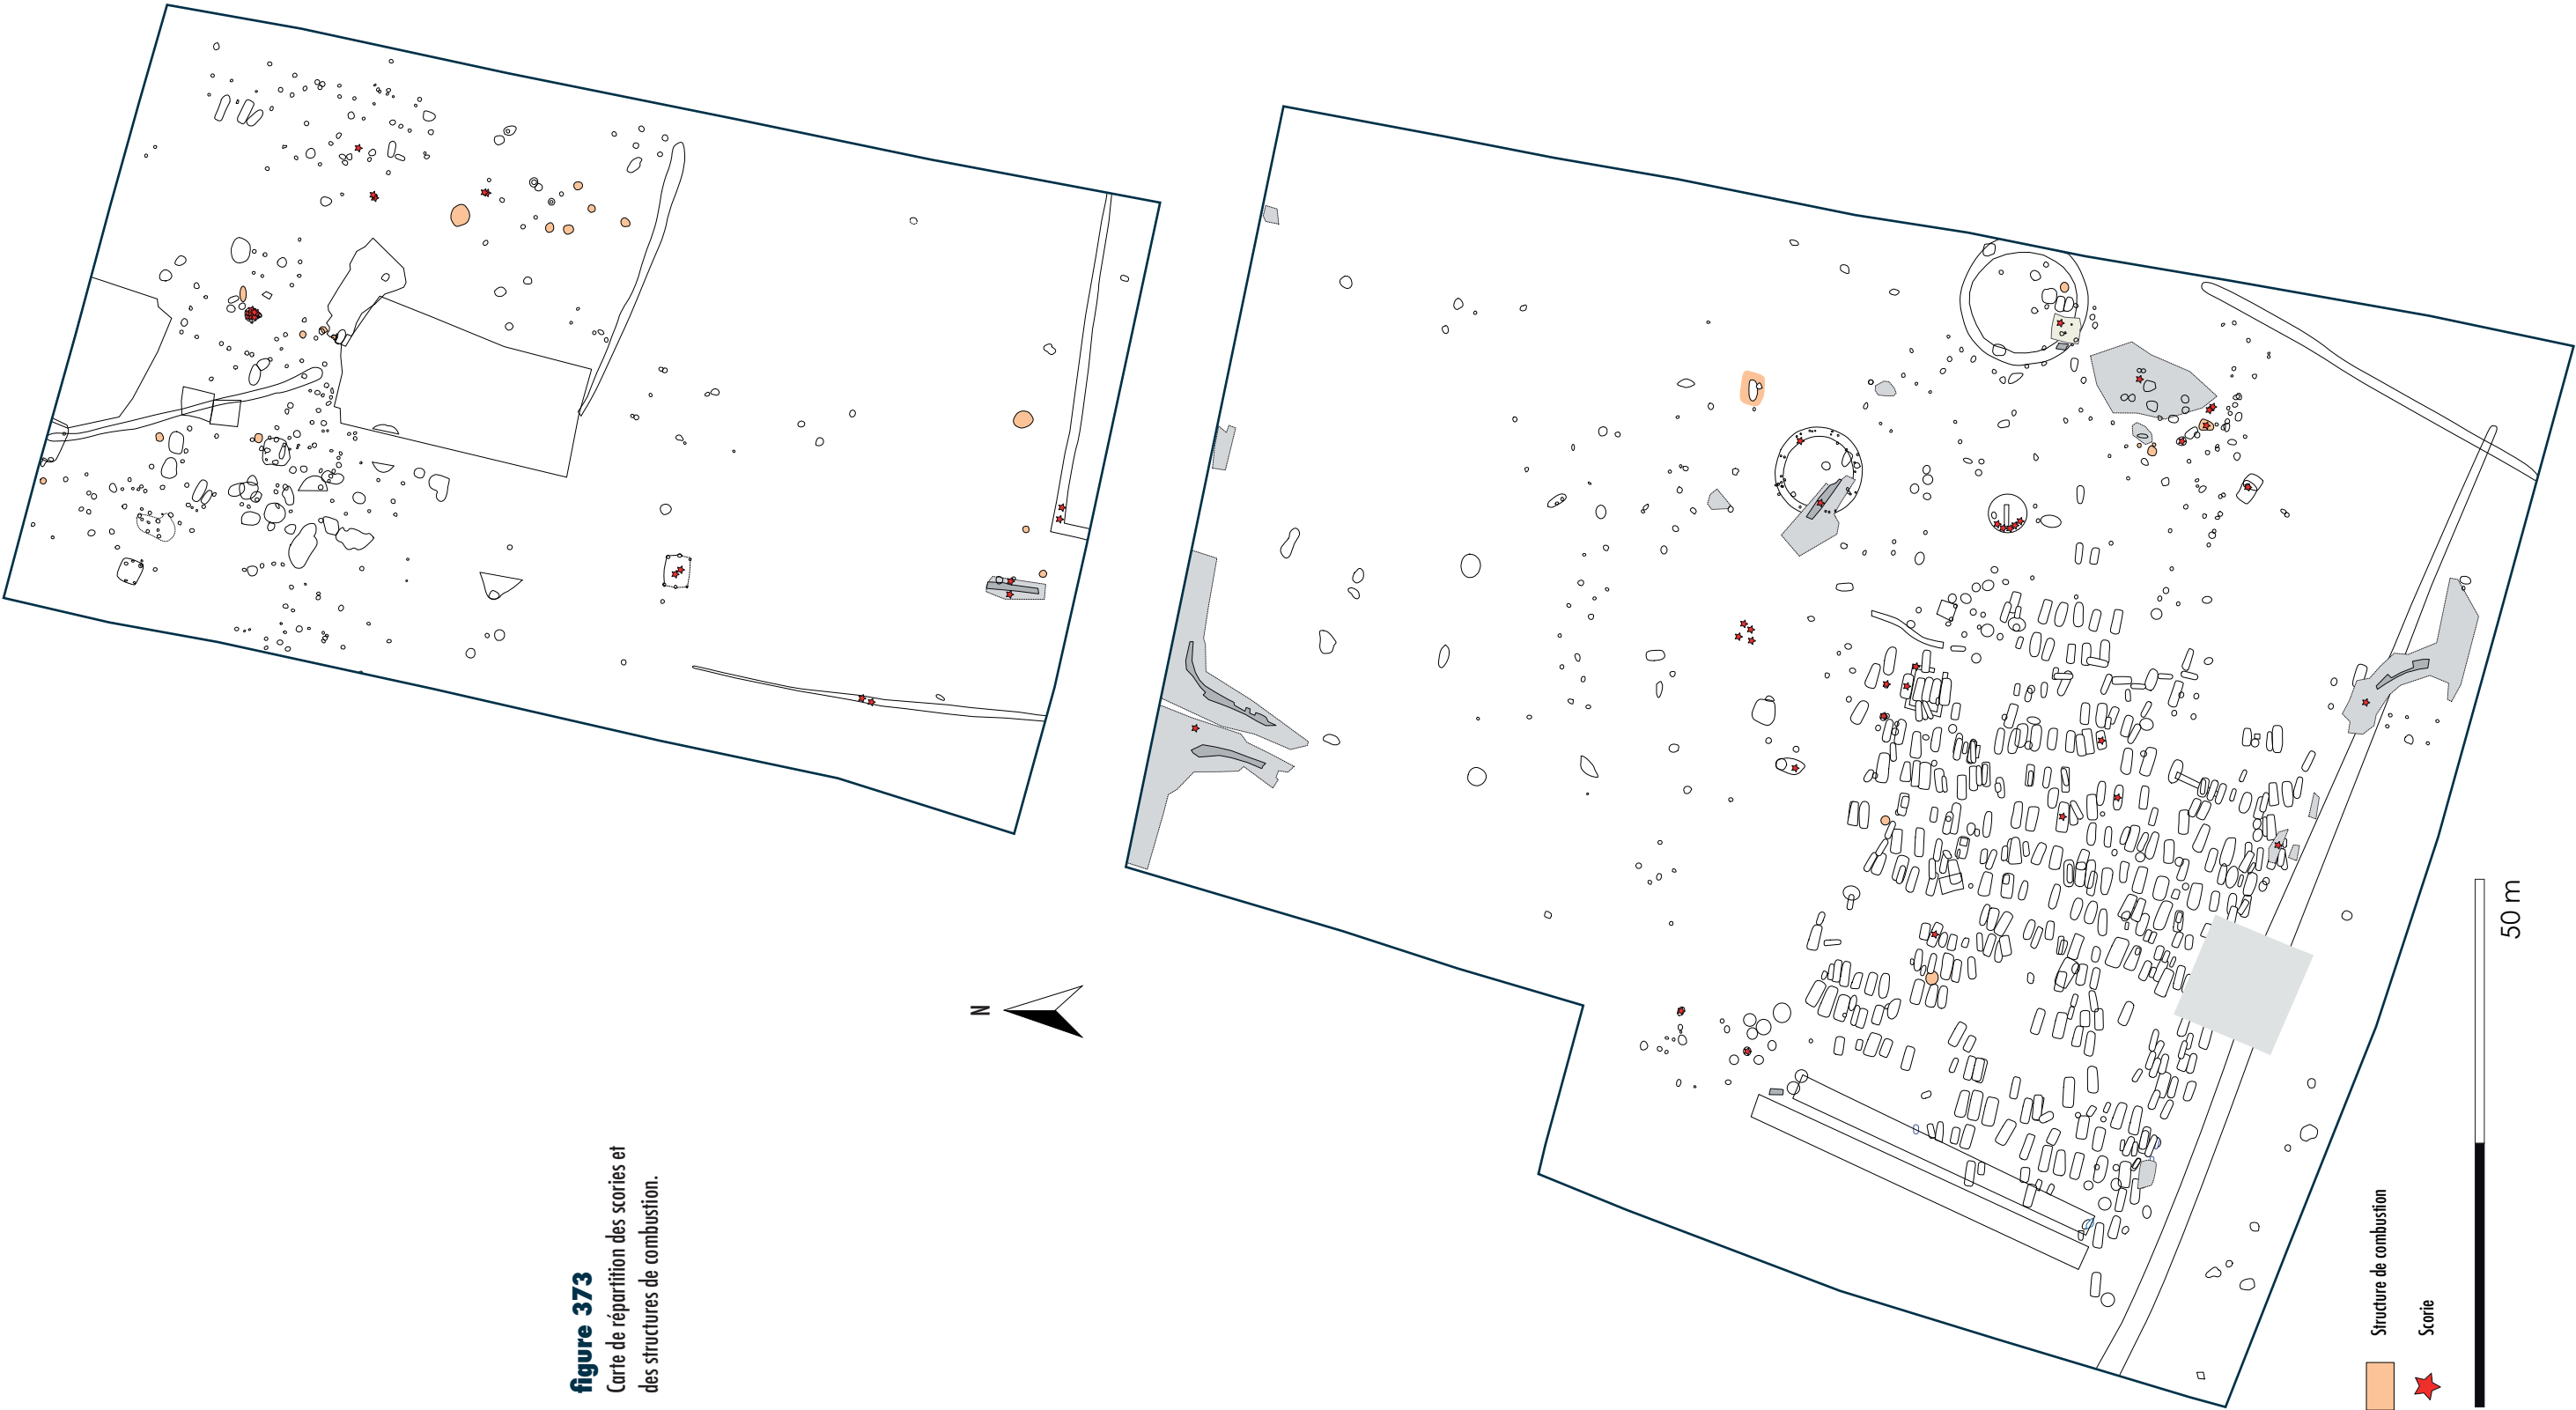 figure 373
Carte de répartition des scories et
des structures de combustion.
N
Structure de combustion
Scorie
50 m